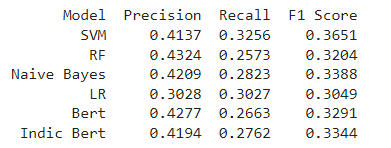 Model Precision Recall F1 Score
SVM 0.4137 0.3256 0.3651
RF 0.4324 0.2573 0.3204
Naive Bayes 0.4209 0.2823 0.3388
LR 0.3028 0.3027 0.3049
Bert 0.4277 0.2663 0.3291
Indic Bert 0.4194 0.2762 0.3344